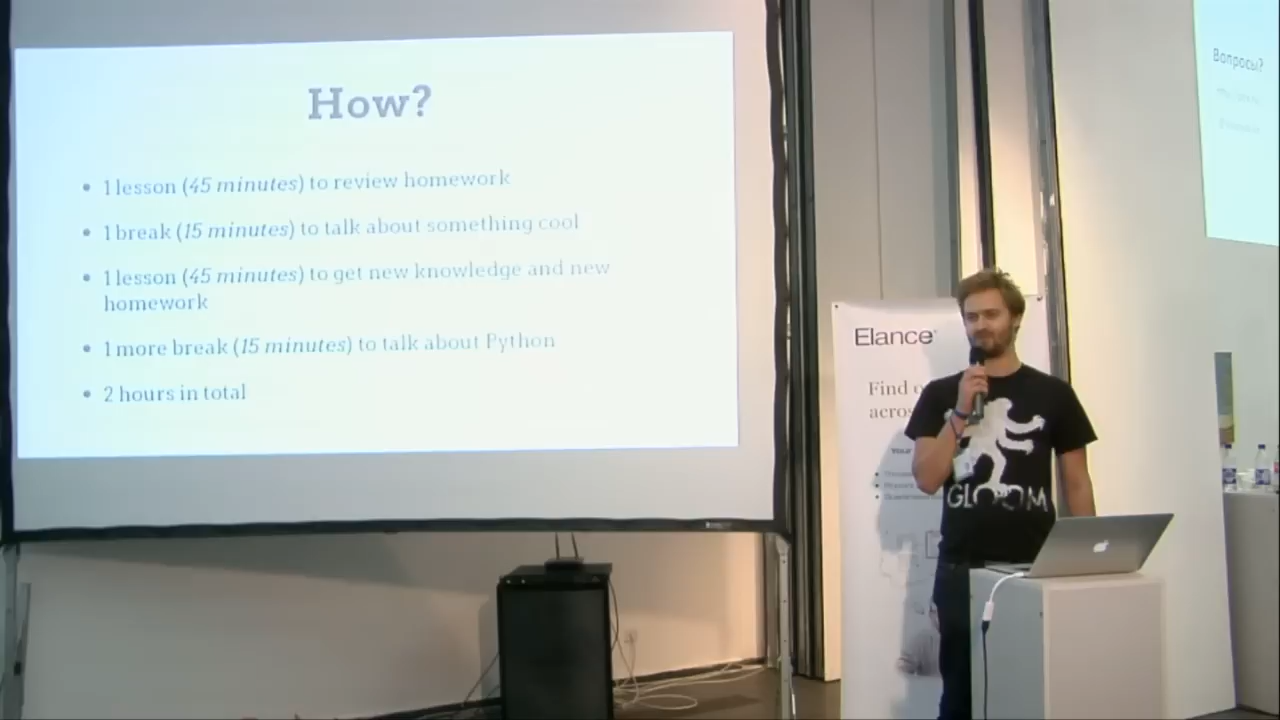 How?
• 1 lesson (45 minutes) to review homework
• 1 break (15 minutes) to talk about something cool
• 1 lesson (45 minutes) to get new knowledge and new
homework
• 1 more break (15 minutes) to talk about Python
• 2 hours in total
Elance
Find
GLOOM
Вопросы?